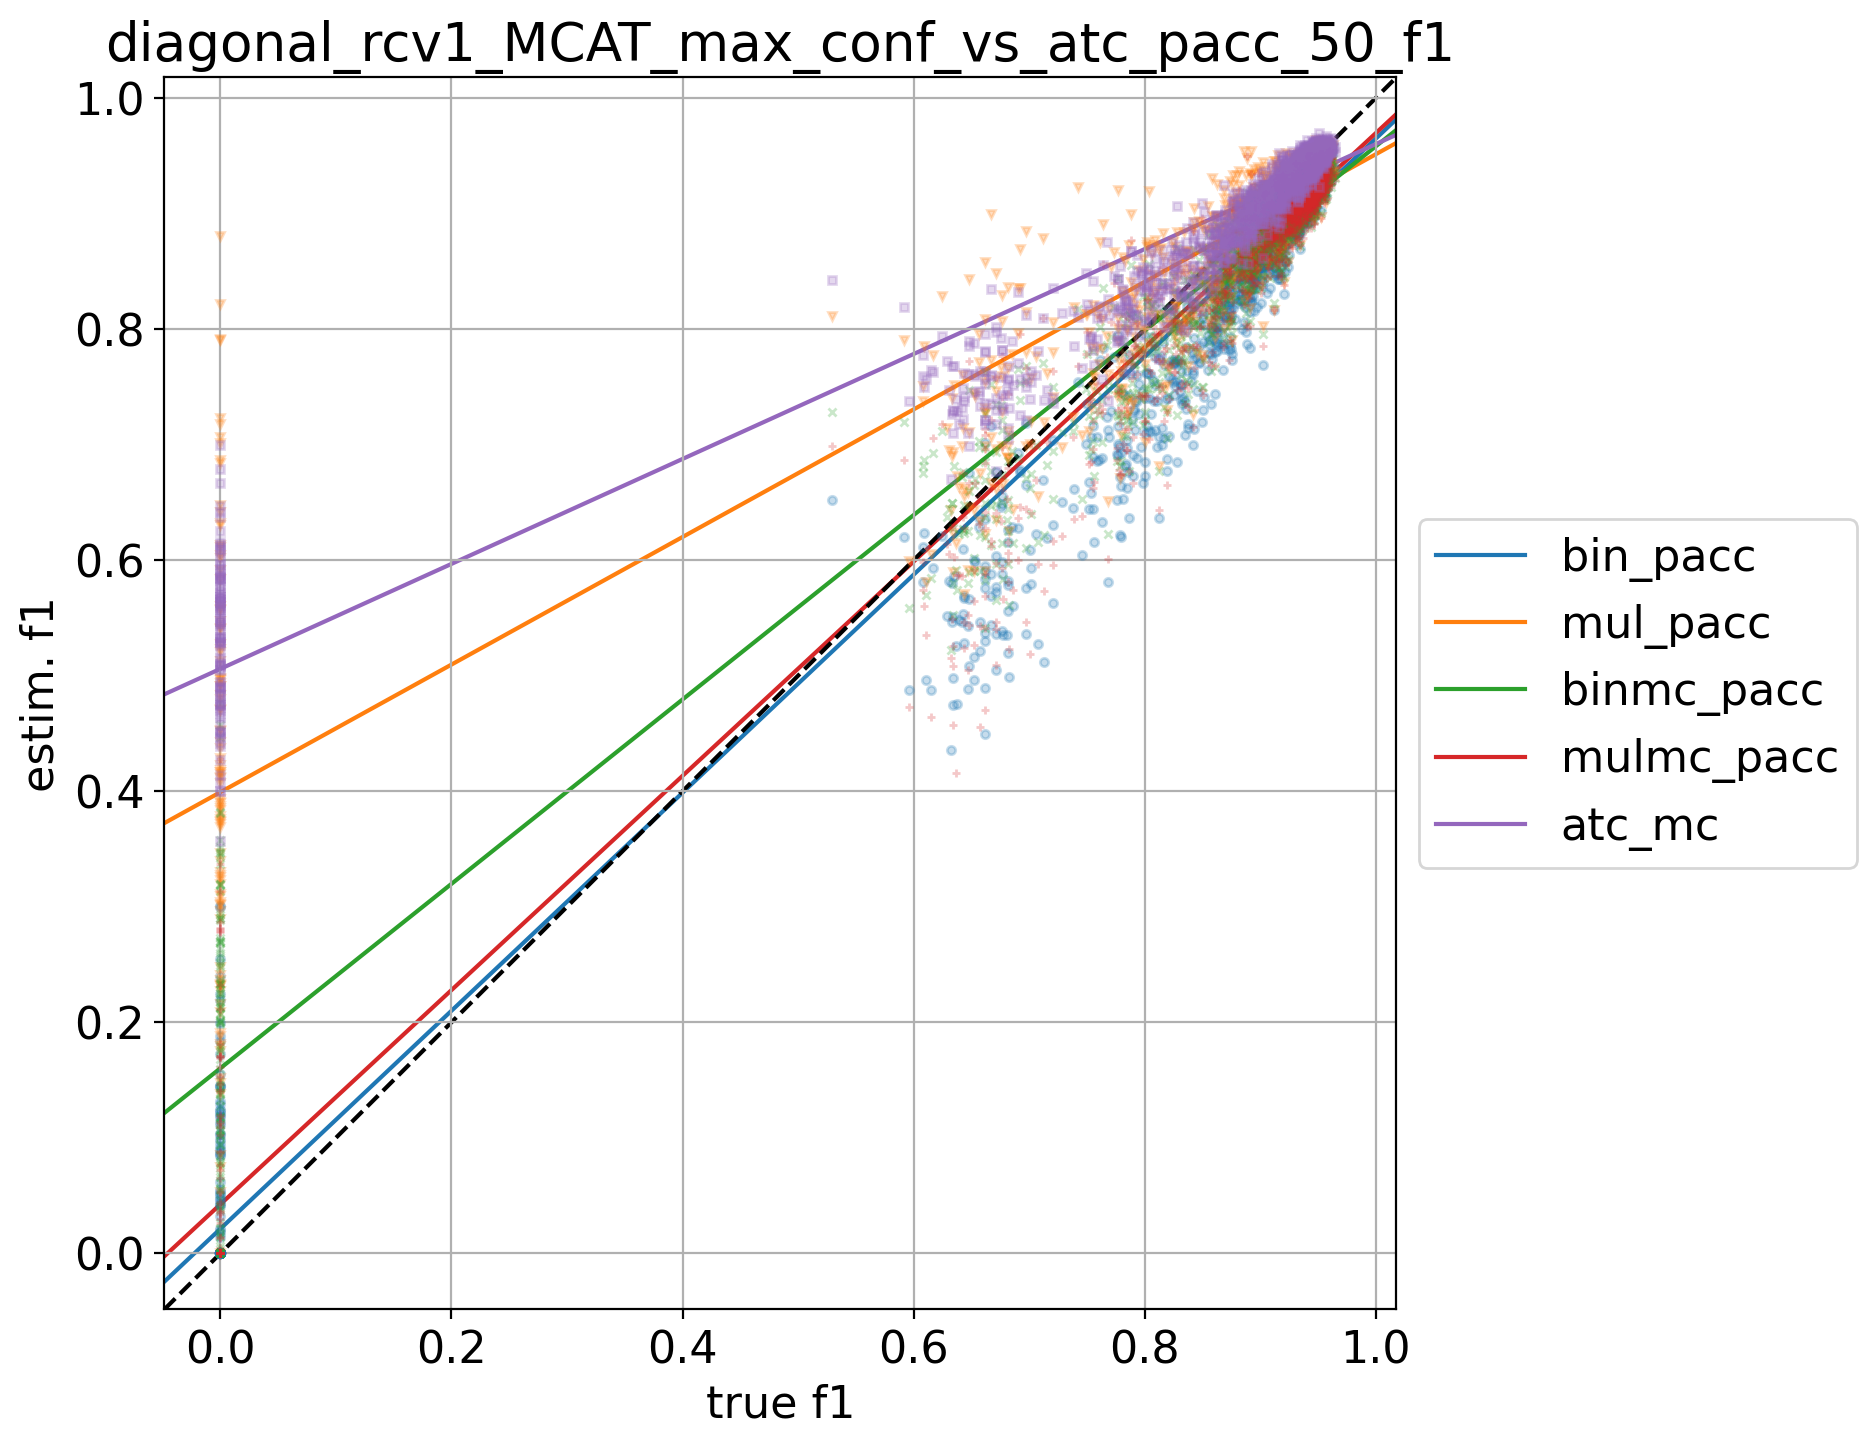 diagonal_rcv1_MCAT_max_conf_vs_atc_pacc_50_f1
1.0
0.8
0.6
0.4
0.2
0.0
estim. f1
0.0 0.2 0.4 0.6 0.8 1.0
true f1
bin_pacc
mul_pacc
binmc_pacc
mulmc_pacc
atc_mc